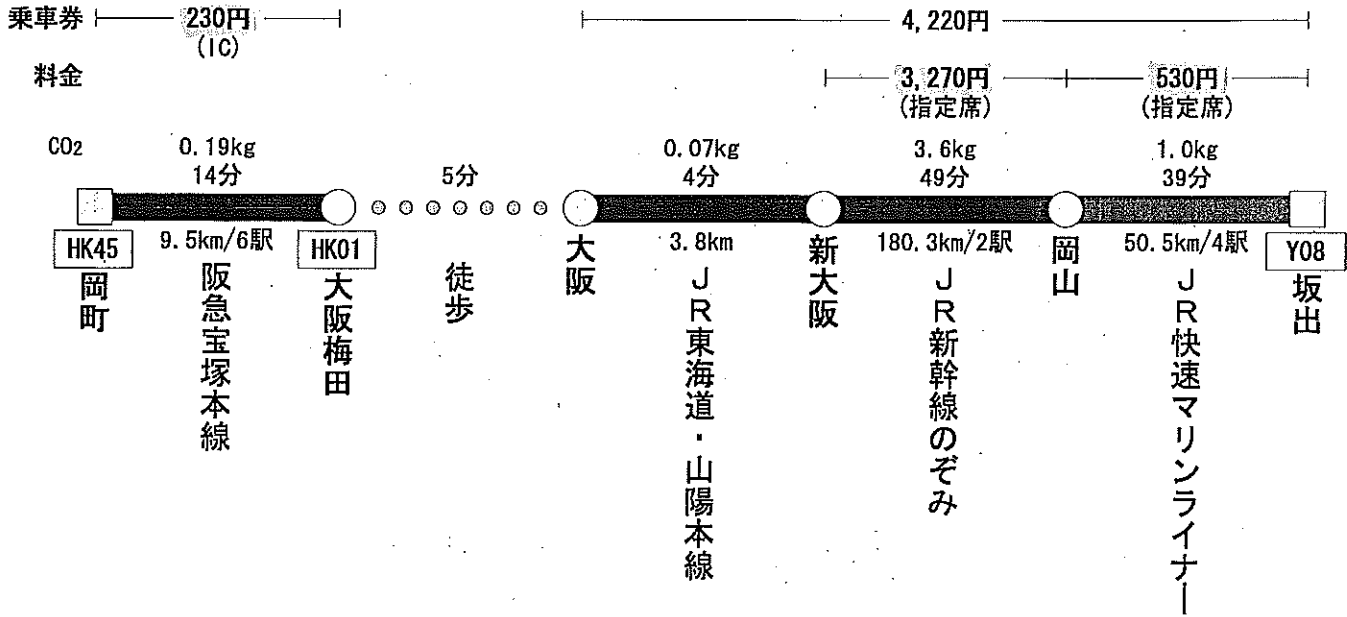 乗車券 230円 4,220円
(IC)
料金 3,270円 530円
(指定席) (指定席)
CO2 0.19kg 0.07kg 3.6kg 1.0kg
14分 5分 4分 49分 39分
9.5km/6駅 3.8km 180.3km/2駅 50.5km/4駅
HK45
岡町
阪急宝塚本線
HK01
大阪梅田
徒歩
大阪
JR東海道・山陽本線
新大阪
JR新幹線のぞみ
岡山
JR快速マリンライナー
Y08
坂出